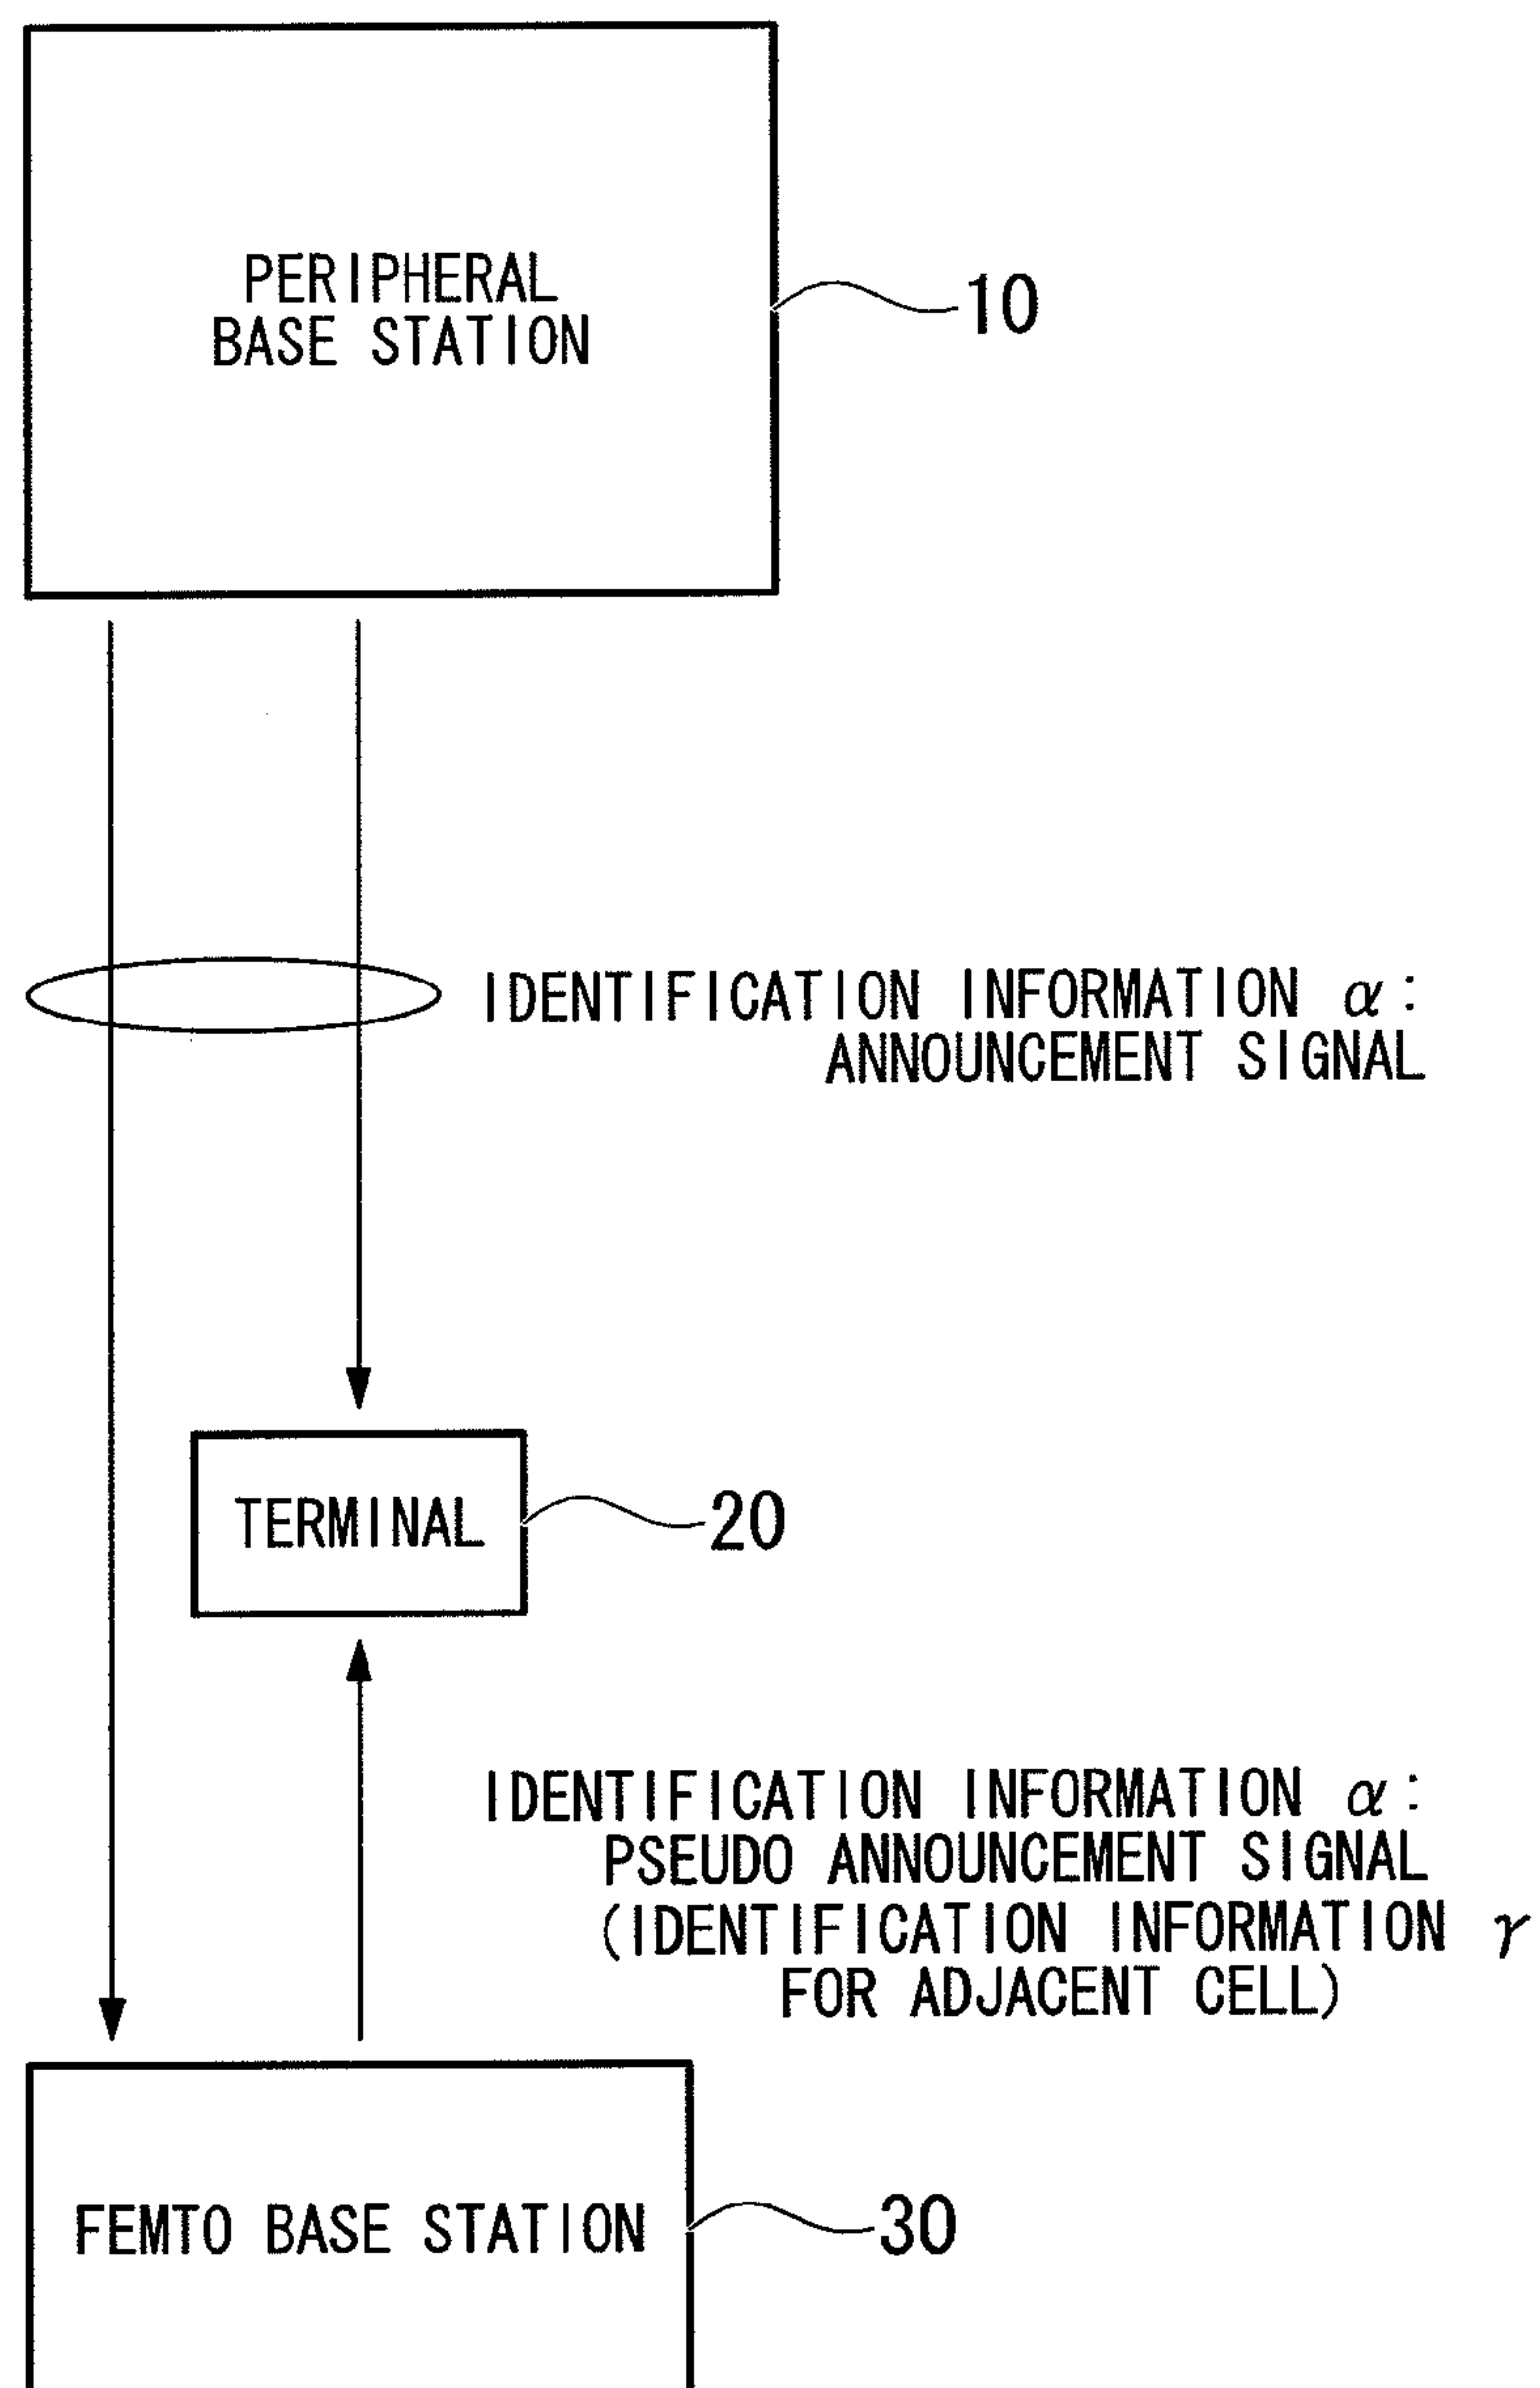 PERIPHERAL
BASE STATION
10
IDENTIFICATION INFORMATION α:
ANNOUNCEMENT SIGNAL
TERMINAL
20
IDENTIFICATION INFORMATION α:
PSEUDO ANNOUNCEMENT SIGNAL
(IDENTIFICATION INFORMATION γ
FOR ADJACENT CELL)
FEMTO BASE STATION
30